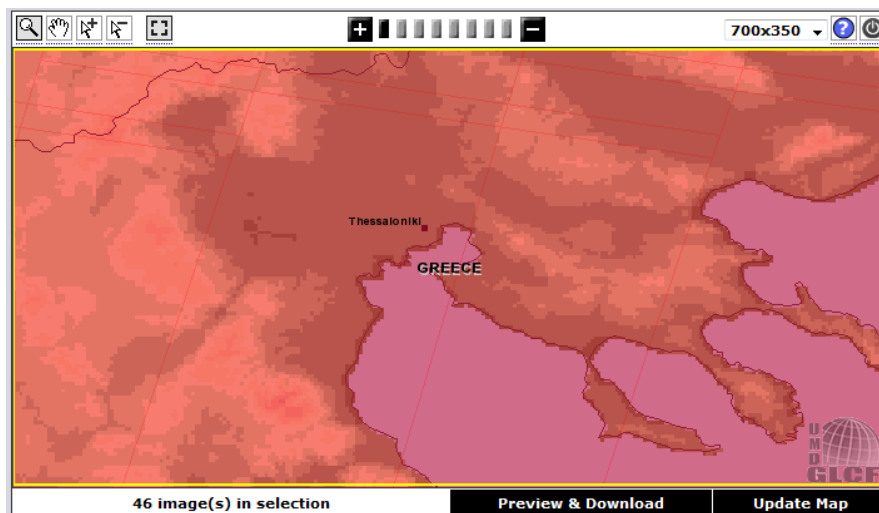 700x350
?
Thessaloniki
GREECE
UMD
GLCF
46 image(s) in selection
Preview & Download
Update Map